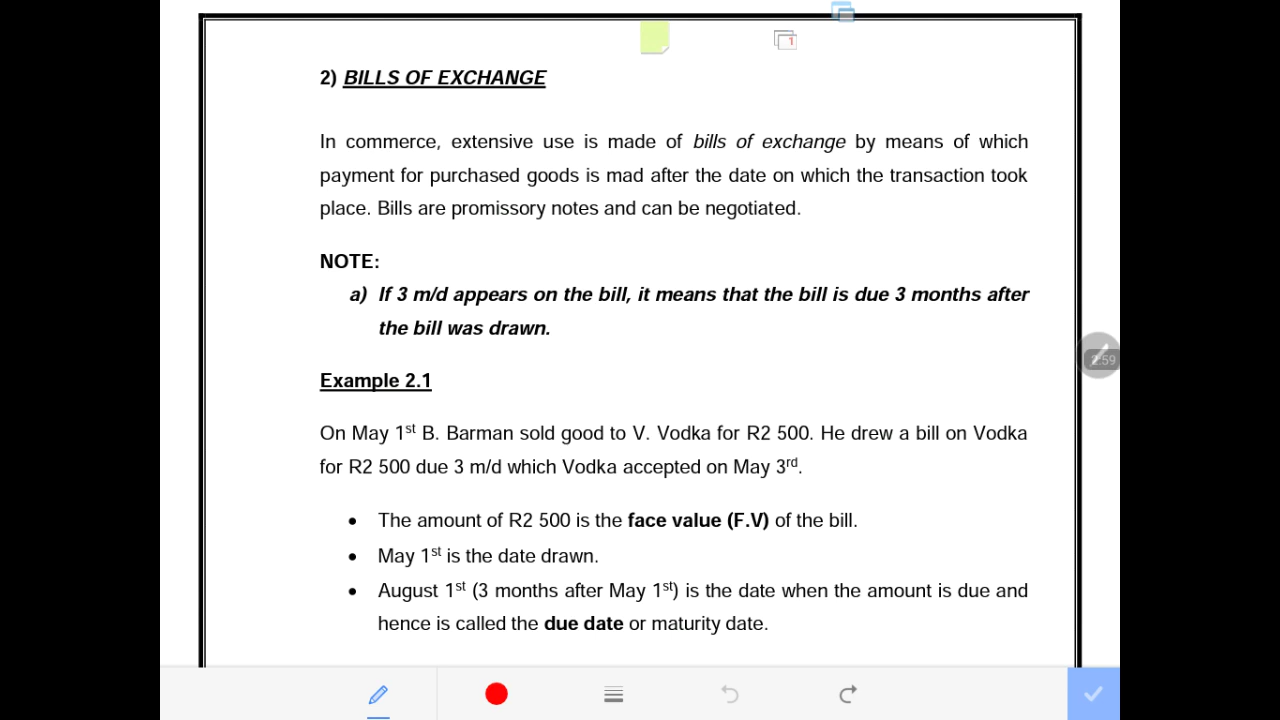 2) BILLS OF EXCHANGE
In commerce, extensive use is made of bills of exchange by means of which
payment for purchased goods is mad after the date on which the transaction took
place. Bills are promissory notes and can be negotiated.
NOTE:
a) If 3 m/d appears on the bill, it means that the bill is due 3 months after
the bill was drawn.
Example 2.1
On May 1st B. Barman sold good to V. Vodka for R2 500. He drew a bill on Vodka
for R2 500 due 3 m/d which Vodka accepted on May 3rd.
• The amount of R2 500 is the face value (F.V) of the bill.
• May 1st is the date drawn.
• August 1st (3 months after May 1st) is the date when the amount is due and
hence is called the due date or maturity date.
1
2:59